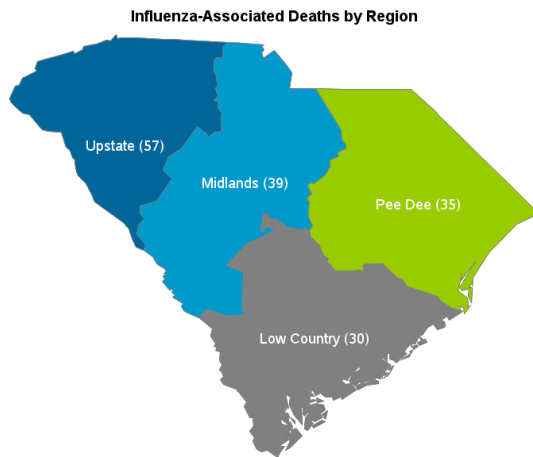 Influenza-Associated Deaths by Region
Upstate (57)
Midlands (39)
Pee Dee (35)
Low Country (30)